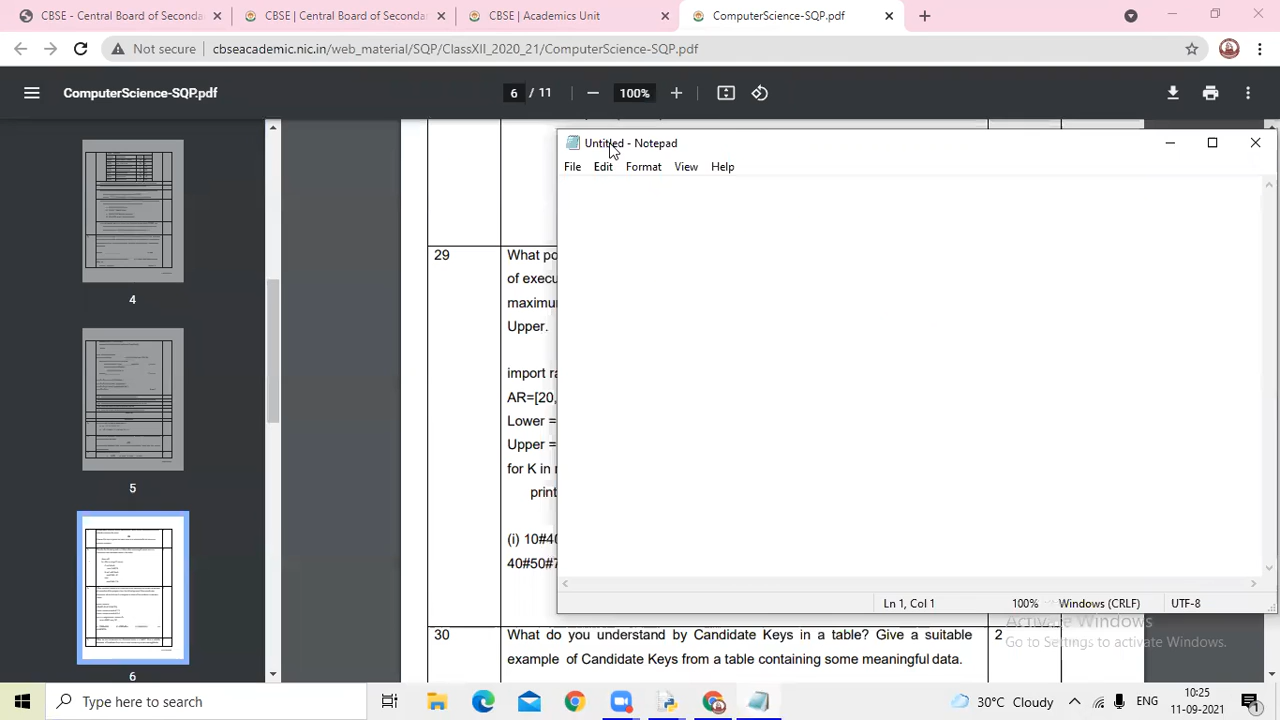 CBSE - Central Board of Seconda
CBSE | Central Board of Seconda
CBSE | Academics Unit
ComputerScience-SQP.pdf
Not secure
cbseacademic.nic.in/web_material/SQP/ClassXII_2020_21/ComputerScience-SQP.pdf
ComputerScience-SQP.pdf
6 / 11
100%
Untitled - Notepad
File Edit Format View Help
4
5
6
29
What po
of execu
maximu
Upper.
import ra
AR=[20,
Lower =
Upper =
for K in r
print
(i) 10#40
40#50#7
Ln 1, Col 1
100%
Windows (CRLF)
UTF-8
30
What do you understand by Candidate Keys in a table? Give a suitable
example of Candidate Keys from a table containing some meaningful data.
2
Activate Windows
Go to Settings to activate Windows.
Type here to search
30°C Cloudy
ENG
10:25
11-09-2021